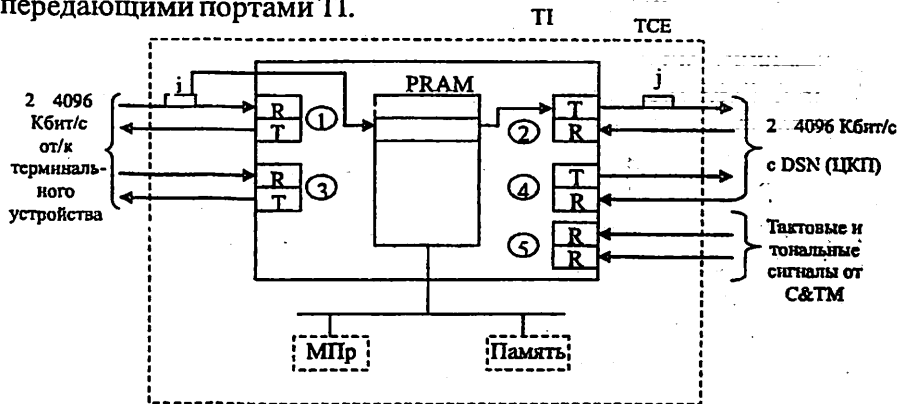 передающими портами TI.
TI
TCE
j
PRAM
j
2 4096
Кбит/с
от/к
терминаль-
ного
устройства
R
T
1
R
T
3
T
R
2
T
R
4
R
R
5
2 4096 Кбит/с
с DSN (ЦКП)
Тактовые и
тональные
сигналы от
C&TM
МПр
Память